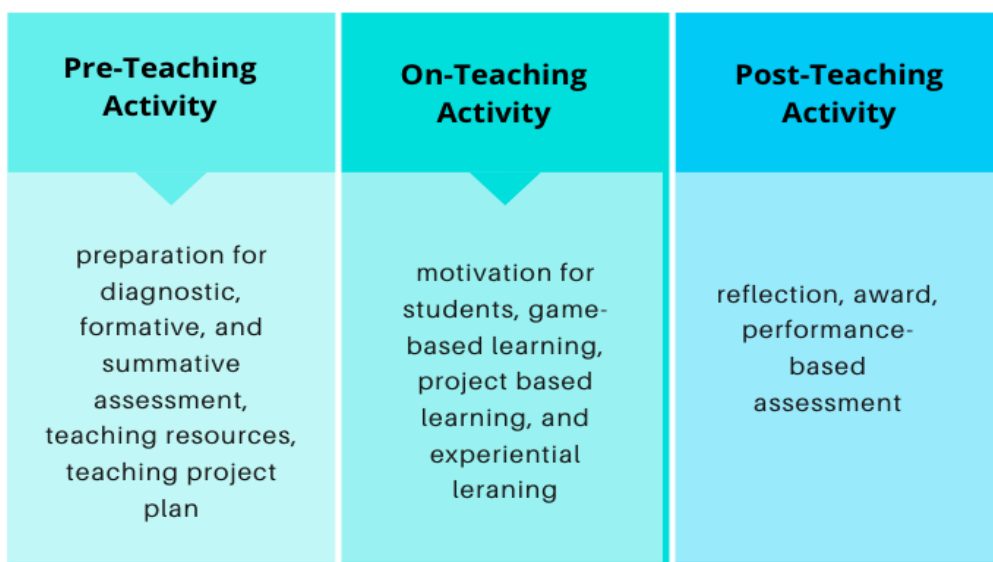 Pre-Teaching
Activity
preparation for
diagnostic,
formative, and
summative
assessment,
teaching resources,
teaching project
plan
On-Teaching
Activity
motivation for
students, game-
based learning,
project based
learning, and
experiential
leraning
Post-Teaching
Activity
reflection, award,
performance-
based
assessment